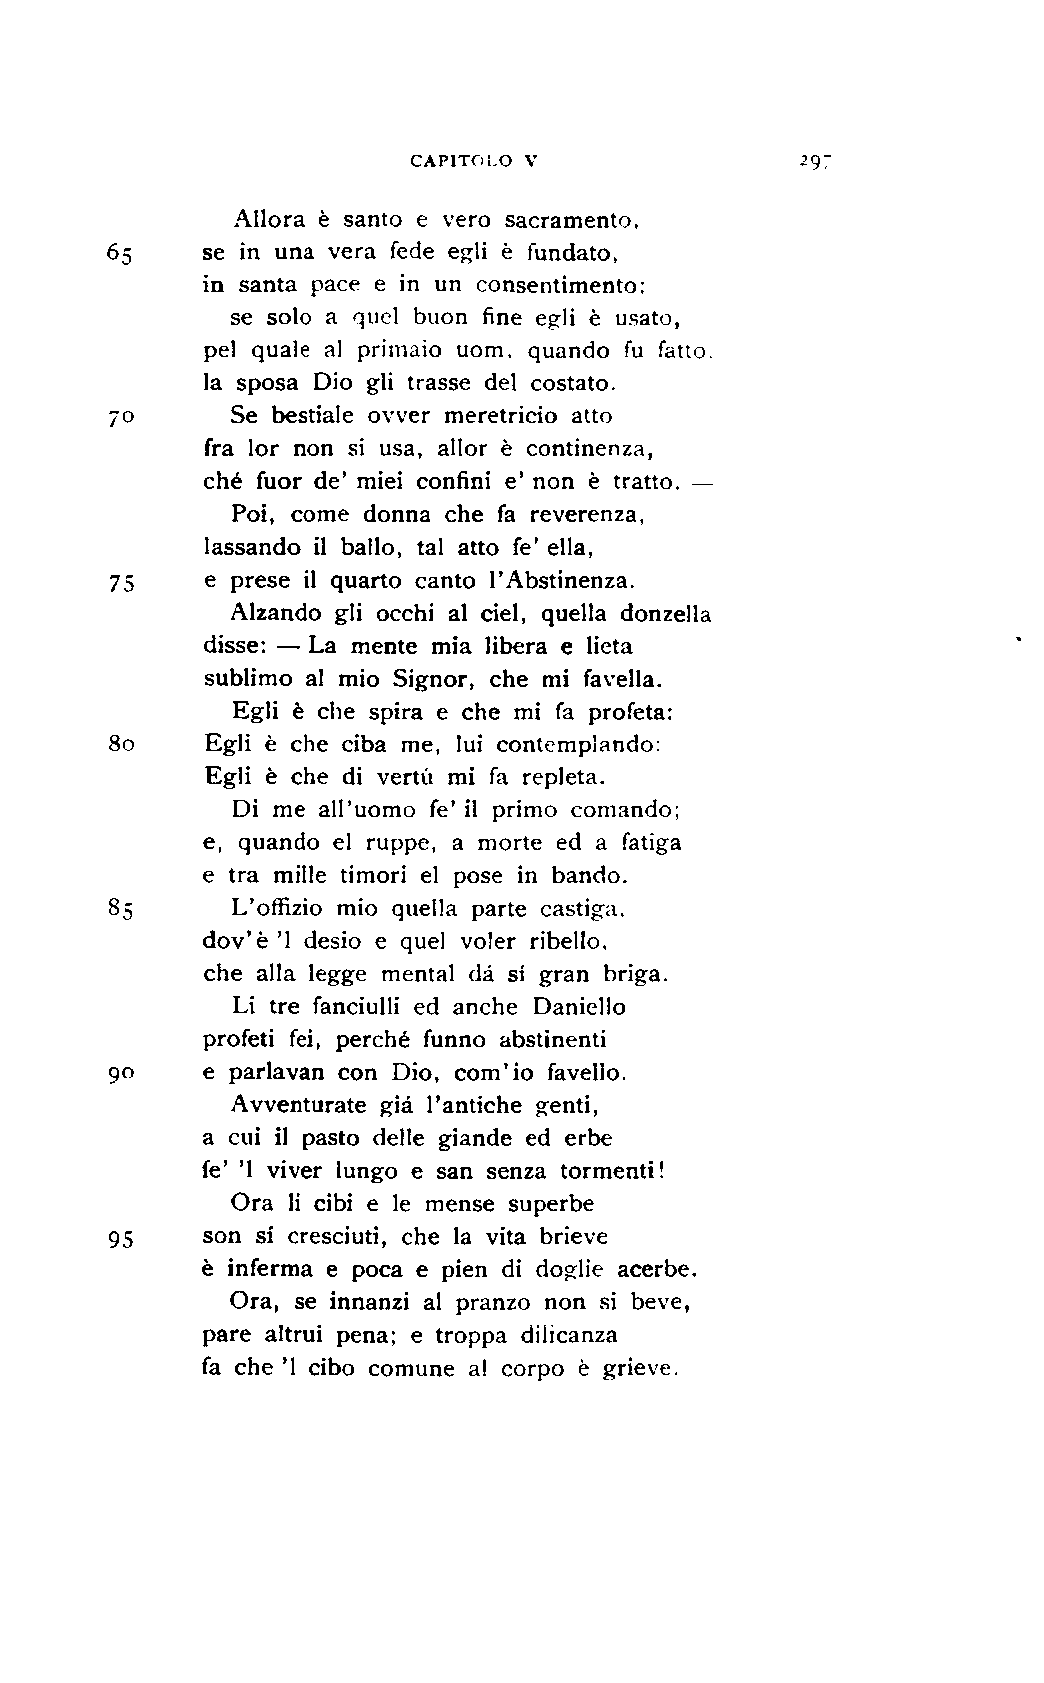 CAPITOLO V 297
Allora è santo e vero sacramento,
65 se in una vera fede egli è fundato,
in santa pace e in un consentimento;
se solo a quel buon fine egli è usato,
pel quale al primaio uom, quando fu fatto,
la sposa Dio gli trasse del costato.
70 Se bestiale ovver meretricio atto
fra lor non si usa, allor è continenza,
ché fuor de' miei confini e' non è tratto. —
Poi, come donna che fa reverenza,
lassando il ballo, tal atto fe' ella,
75 e prese il quarto canto l'Abstinenza.
Alzando gli occhi al ciel, quella donzella
disse: — La mente mia libera e lieta
sublimo al mio Signor, che mi favella.
Egli è che spira e che mi fa profeta:
80 Egli è che ciba me, lui contemplando:
Egli è che di vertú mi fa repleta.
Di me all'uomo fe' il primo comando;
e, quando el ruppe, a morte ed a fatiga
e tra mille timori el pose in bando.
85 L'offizio mio quella parte castiga,
dov'è 'l desio e quel voler ribello,
che alla legge mental dá sí gran briga.
Li tre fanciulli ed anche Daniello
profeti fei, perché funno abstinenti
90 e parlavan con Dio, com'io favello.
Avventurate giá l'antiche genti,
a cui il pasto delle giande ed erbe
fe' 'l viver lungo e san senza tormenti!
Ora li cibi e le mense superbe
95 son sí cresciuti, che la vita brieve
è inferma e poca e pien di doglie acerbe.
Ora, se innanzi al pranzo non si beve,
pare altrui pena; e troppa dilicanza
fa che 'l cibo comune al corpo è grieve.